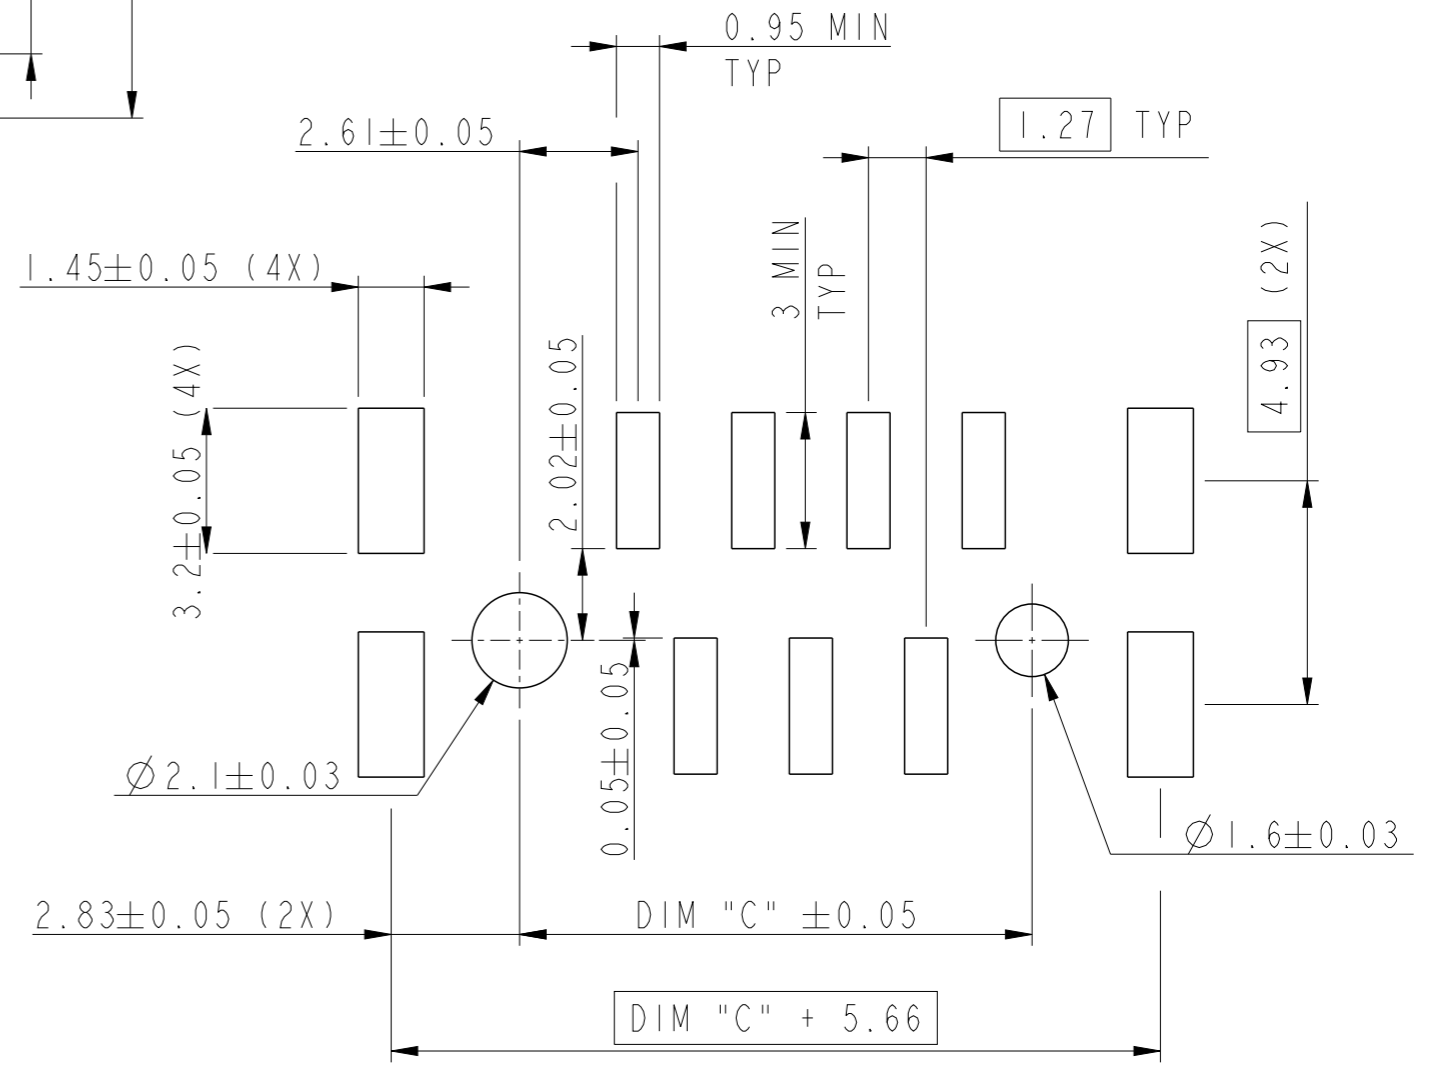 0.95 MIN
TYP
2.61±0.05
1.27 TYP
1.45±0.05 (4X)
3 MIN
TYP
4.93 (2X)
3.2±0.05 (4X)
2.02±0.05
0.05±0.05
Ø2.1±0.03
Ø1.6±0.03
2.83±0.05 (2X)
DIM "C" ±0.05
DIM "C" + 5.66